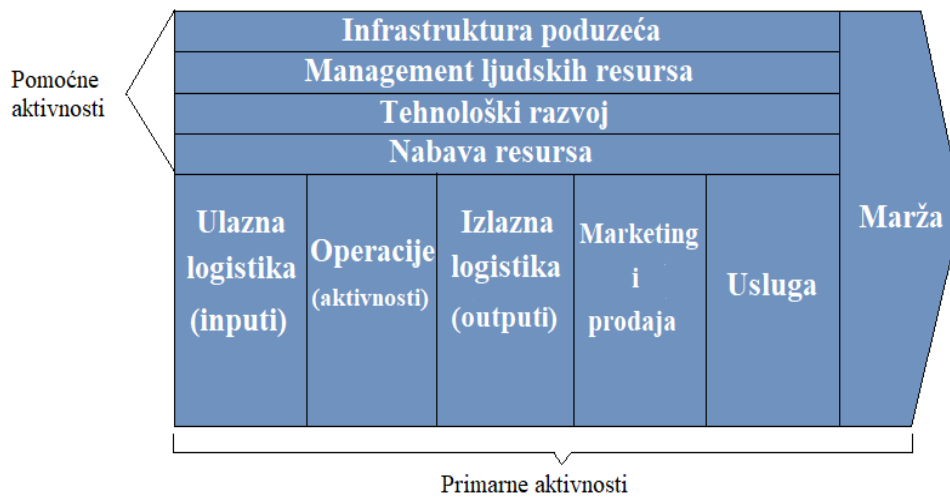 Infrastruktura poduzeća
Management ljudskih resursa
Tehnološki razvoj
Nabava resursa
Pomoćne
aktivnosti
Ulazna
logistika
(inputi)
Operacije
(aktivnosti)
Izlazna
logistika
(outputi)
Marketing
i
prodaja
Usluga
Marža
Primarne aktivnosti